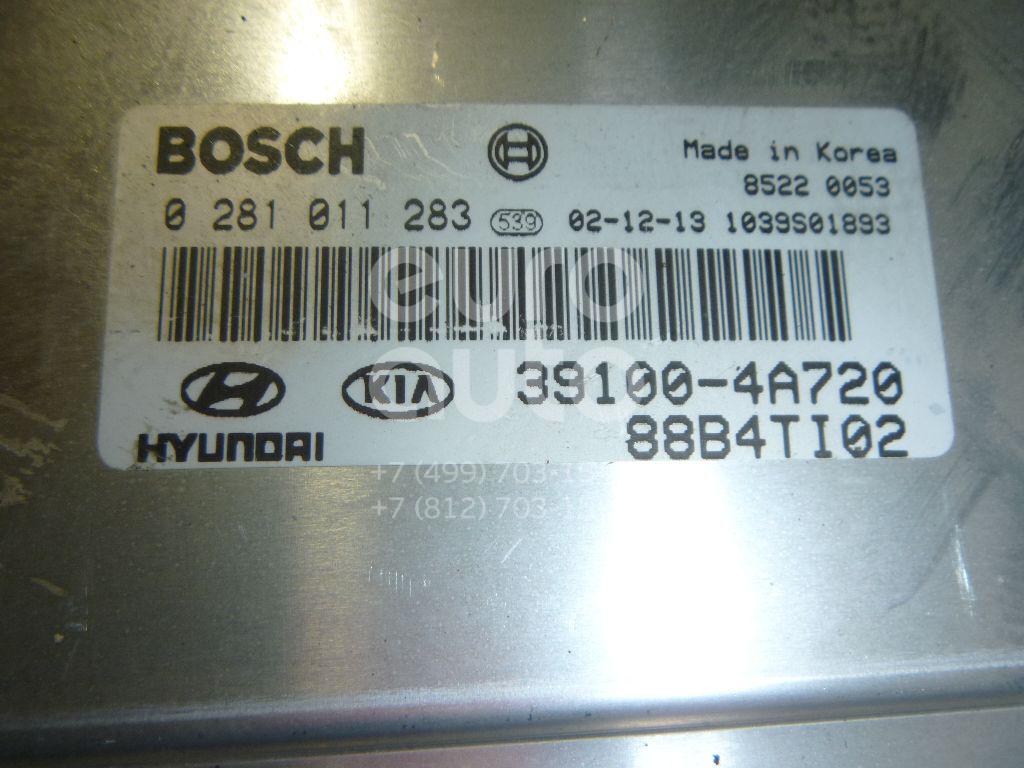 BOSCH
Made in Korea
8522 0053
0 281 011 283 539 02-12-13 1039S01893
euro
auto
KIA 39100-4A720
HYUNDAI 88B4TI02
+7 (499) 703-1
+7 (812) 703-1